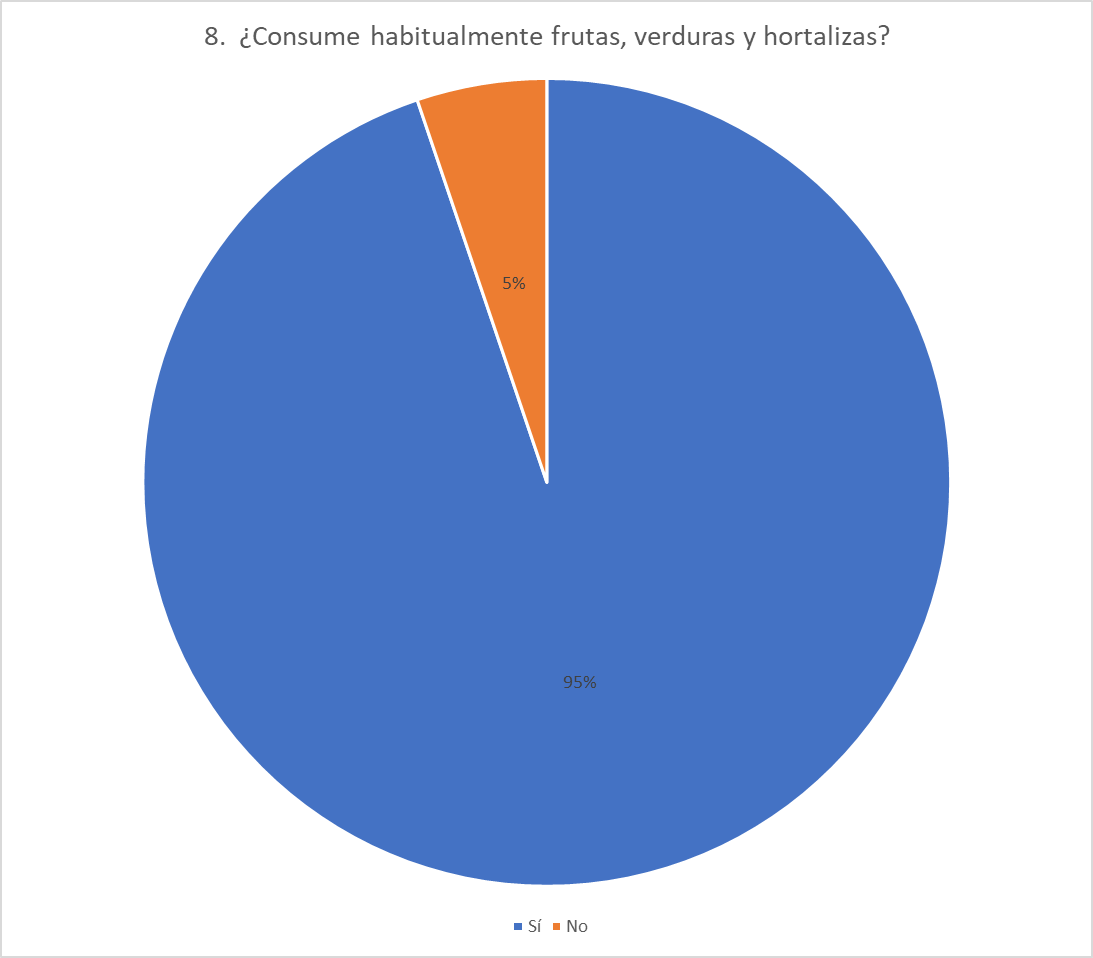 8. ¿Consume habitualmente frutas, verduras y hortalizas?
5%
95%
Sí No